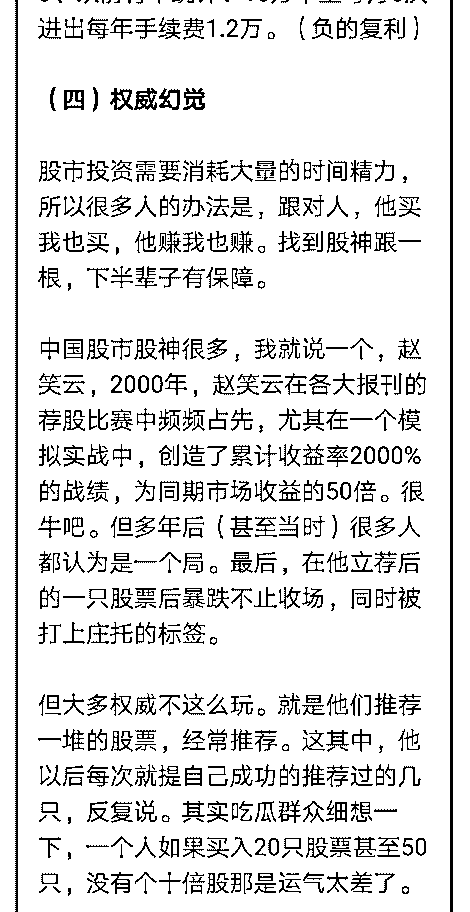 进出每年手续费1.2万。（负的复利）
（四）权威幻觉
股市投资需要消耗大量的时间精力，
所以很多人的办法是，跟对人，他买
我也买，他赚我也赚。找到股神跟一
根，下半辈子有保障。
中国股市股神很多，我就说一个，赵
笑云，2000年，赵笑云在各大报刊的
荐股比赛中频频占先，尤其在一个模
拟实战中，创造了累计收益率2000%
的战绩，为同期市场收益的50倍。很
牛吧。但多年后（甚至当时）很多人
都认为是一个局。最后，在他立荐后
的一只股票后暴跌不止收场，同时被
打上庄托的标签。
但大多权威不这么玩。就是他们推荐
一堆的股票，经常推荐。这其中，他
以后每次就提自己成功的推荐过的几
只，反复说。其实吃瓜群众细想一
下，一个人如果买入20只股票甚至50
只，没有个十倍股那是运气太差了。